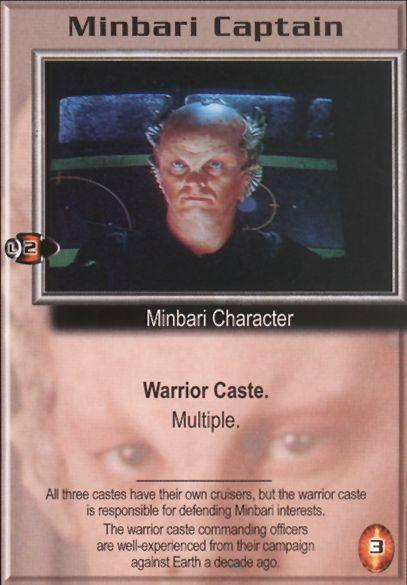 Minbari Captain
L 2
Minbari Character
Warrior Caste.
Multiple.
All three castes have their own cruisers, but the warrior caste
is responsible for defending Minbari interests.
The warrior caste commanding officers
are well-experienced from their campaign
against Earth a decade ago.
3